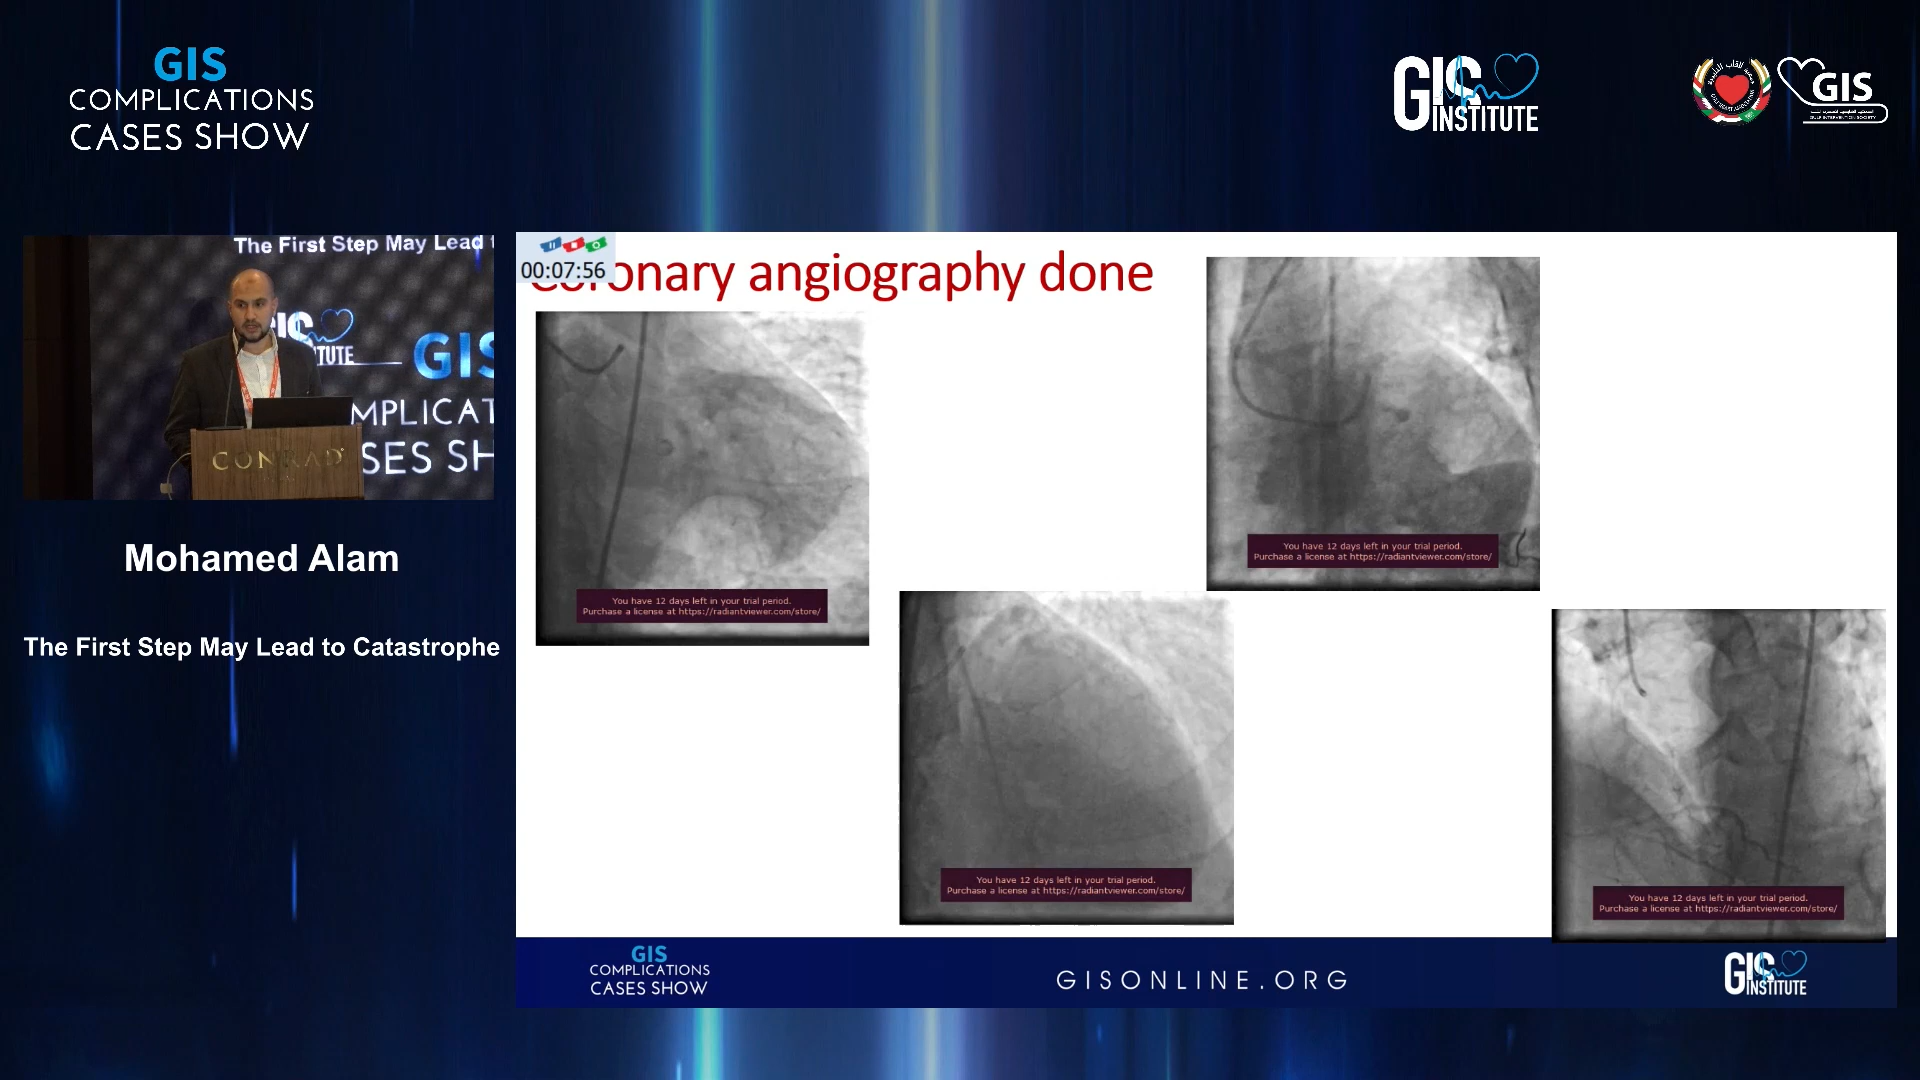 GIS
COMPLICATIONS
CASES SHOW
GIS
INSTITUTE
GIS
The First Step May Lead t
GIS
TUTE
GIS
MPLICAT
ASES SH
CONRAD
Mohamed Alam
The First Step May Lead to Catastrophe
00:07:56
Coronary angiography done
You have 12 days left in your trial period.
Purchase a license at https://radiantviewer.com/store/
You have 12 days left in your trial period.
Purchase a license at https://radiantviewer.com/store/
You have 12 days left in your trial period.
Purchase a license at https://radiantviewer.com/store/
You have 12 days left in your trial period.
Purchase a license at https://radiantviewer.com/store/
GIS
COMPLICATIONS
CASES SHOW
GISONLINE.ORG
GIS
INSTITUTE